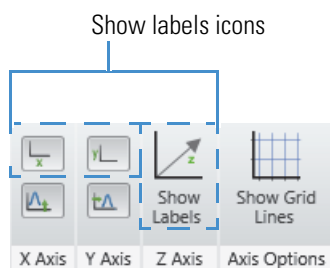 Show labels icons
x
y
z
Show
Labels
Show Grid
Lines
X Axis
Y Axis
Z Axis
Axis Options